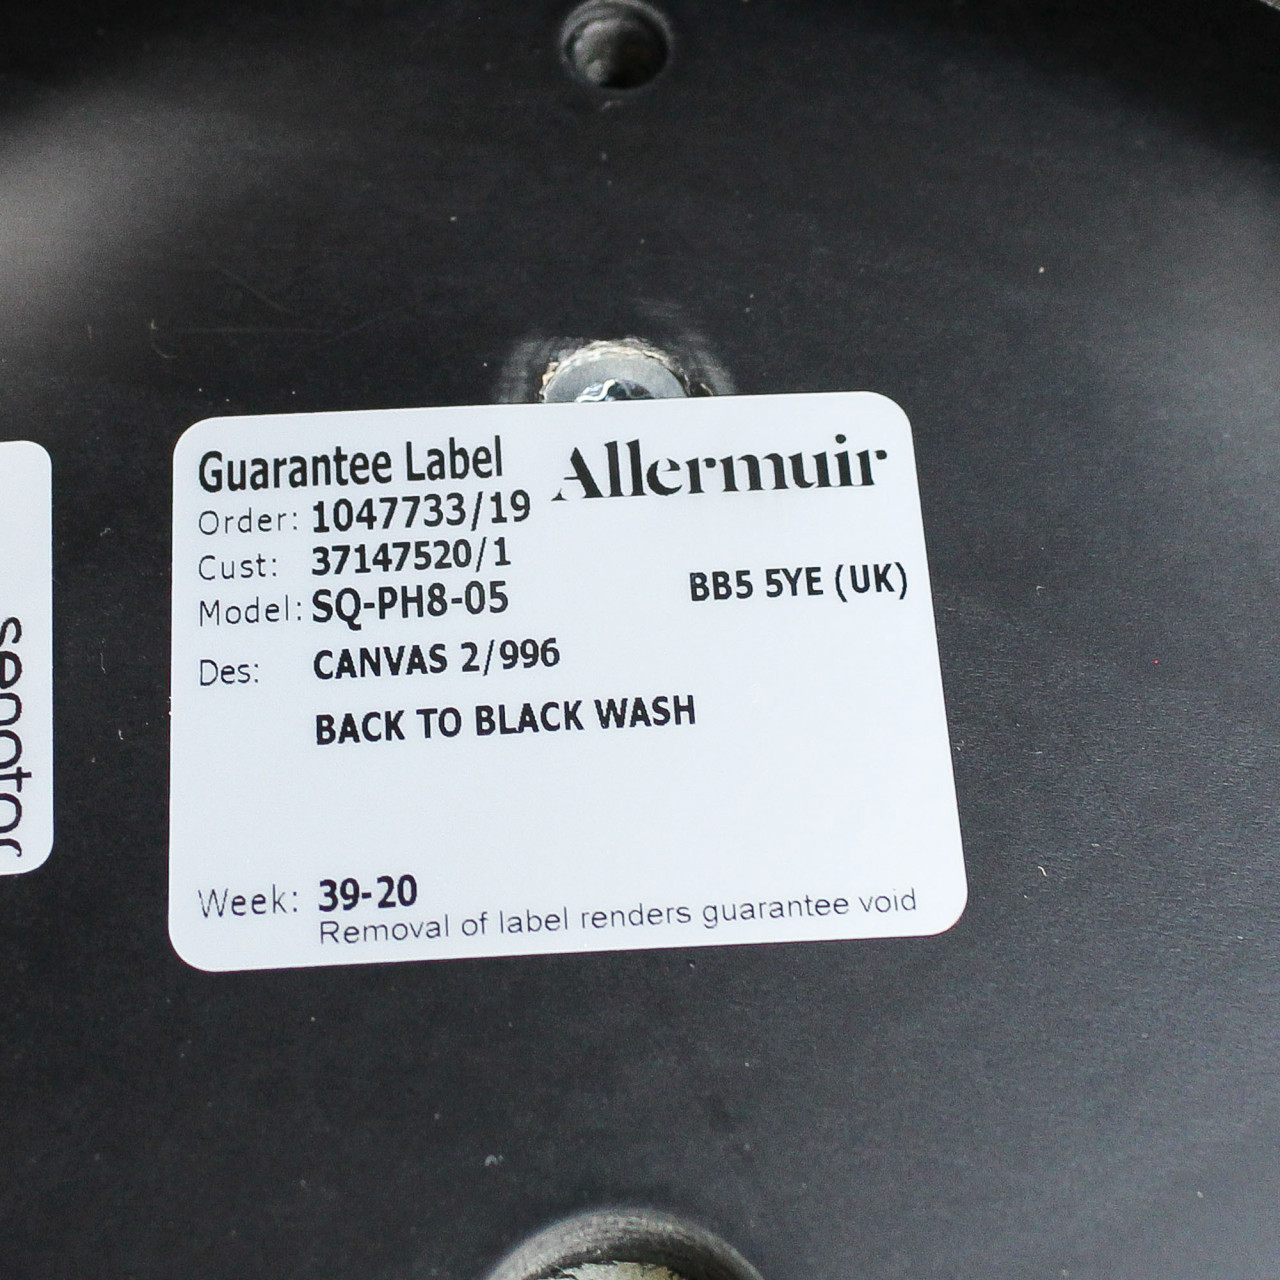 Guarantee Label
Allermuir
Order: 1047733/19
Cust: 37147520/1
Model: SQ-PH8-05
BB5 5YE (UK)
Des: CANVAS 2/996
BACK TO BLACK WASH
Week: 39-20
Removal of label renders guarantee void
senator